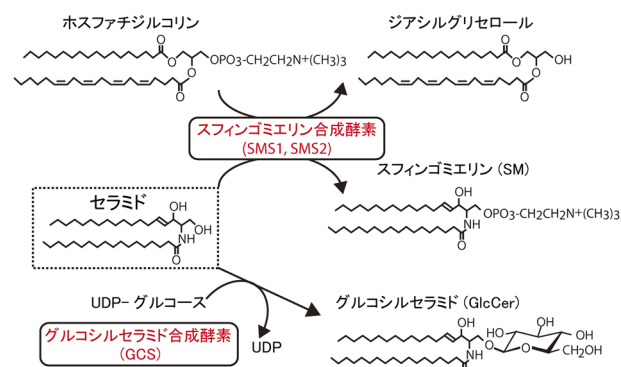 ホスファチジルコリン
ジアシルグリセロール
O
O
OPO3-CH2CH2N+(CH3)3
O
O
O
O
OH
O
O
スフィンゴミエリン合成酵素
(SMS1, SMS2)
スフィンゴミエリン (SM)
セラミド
OH
OH
NH
O
OH
OPO3-CH2CH2N+(CH3)3
NH
O
UDP- グルコース
グルコシルセラミド (GlcCer)
グルコシルセラミド合成酵素
(GCS)
UDP
OH
O
NH
O
HO
OH
OH
O
CH2OH